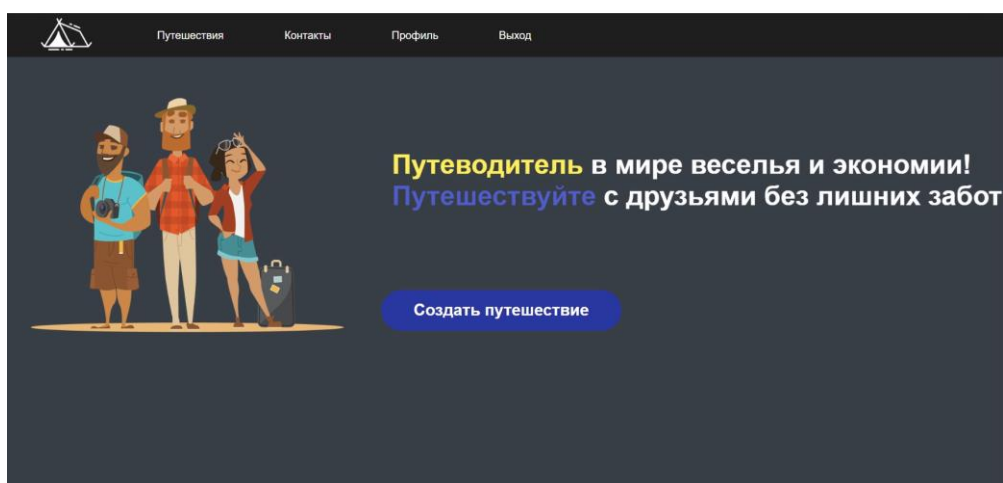 Путешествия Контакты Профиль Выход
Путеводитель в мире веселья и экономии!
Путешествуйте с друзьями без лишних забот
Создать путешествие